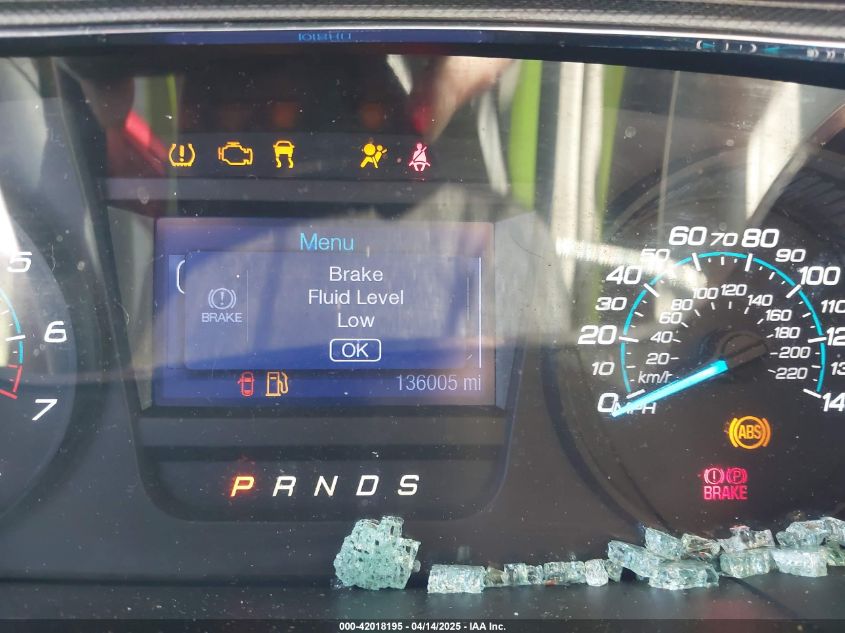 Menu
Brake
Fluid Level
Low
BRAKE
OK
136005 mi
P R N D S
5
6
7
0 10 20 30 40 50 60 70 80 90 100
20 40 60 80 100 120 140 160 180 200 220
km/r
MPH
ABS
P
BRAKE
000-42018195 - 04/14/2025 - IAA Inc.